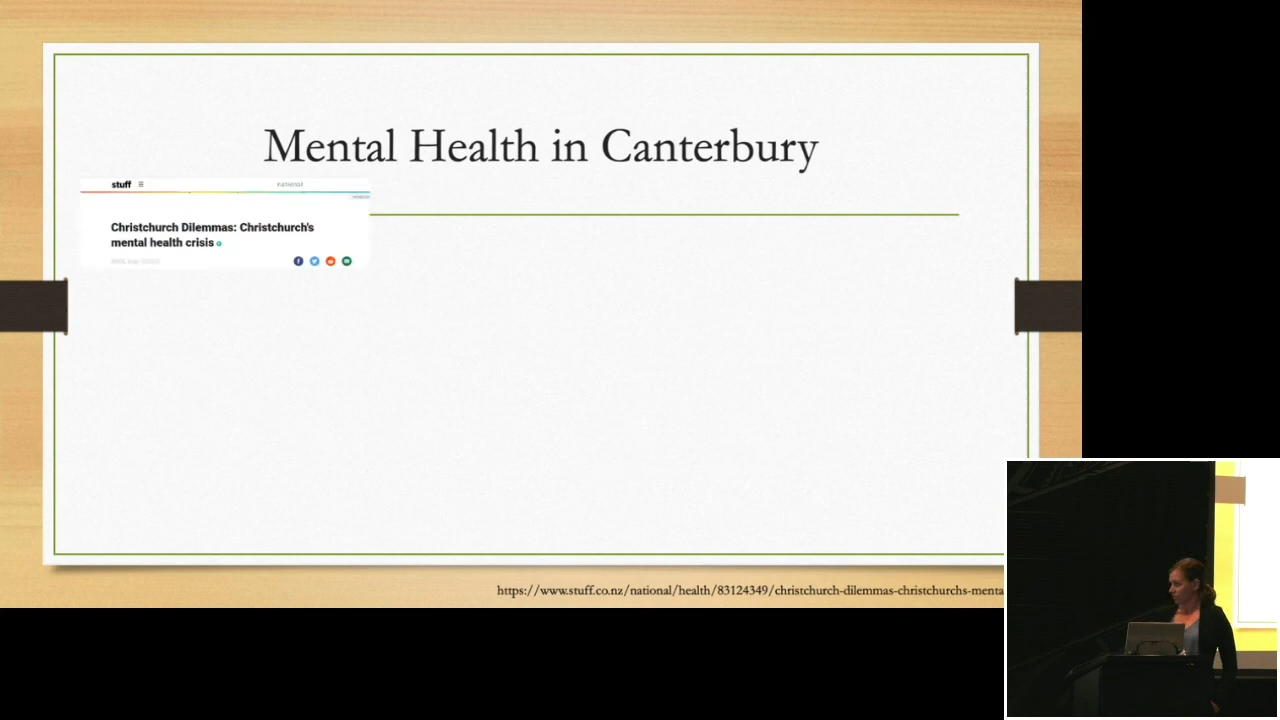 Mental Health in Canterbury
stuff
national
Christchurch Dilemmas: Christchurch's
mental health crisis
https://www.stuff.co.nz/national/health/83124349/christchurch-dilemmas-christchurchs-menta